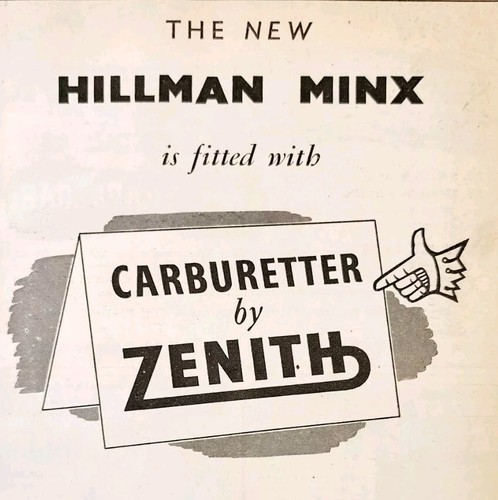 THE NEW
HILLMAN MINX
is fitted with
CARBURETTER
by
ZENITH